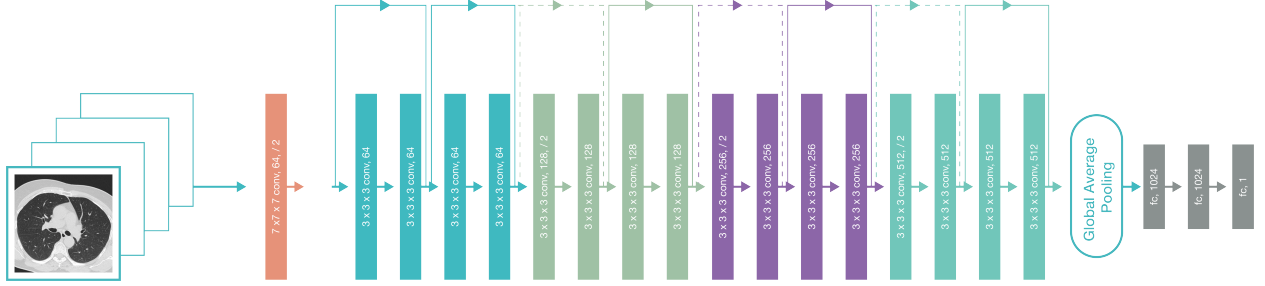 7 x7 x 7 conv, 64, / 2
3 x 3 x 3 conv, 64
3 x 3 x 3 conv, 64
3 x 3 x 3 conv, 64
3 x 3 x 3 conv, 64
3 x 3 x 3 conv, 128, / 2
3 x 3 x 3 conv, 128
3 x 3 x 3 conv, 128
3 x 3 x 3 conv, 128
3 x 3 x 3 conv, 256, / 2
3 x 3 x 3 conv, 256
3 x 3 x 3 conv, 256
3 x 3 x 3 conv, 256
3 x 3 x 3 conv, 512, / 2
3 x 3 x 3 conv, 512
3 x 3 x 3 conv, 512
3 x 3 x 3 conv, 512
Global Average
Pooling
fc, 1024
fc, 1024
fc, 1